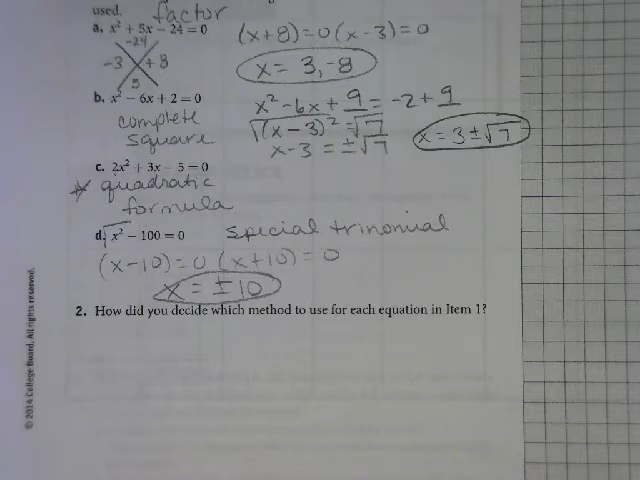 used. factor
a. x² + 5x - 24 = 0 (x+8)=0 (x-3)=0
-24
-3 +8
5
x = 3, -8
b. x² - 6x + 2 = 0 x² - 6x + 9 = -2 + 9
complete √(x-3)² = √7
square x - 3 = ±√7 x = 3 ± √7
c. 2x² + 3x - 5 = 0
* quadratic
formula
d. √x² - 100 = 0 special trinomial
(x-10)=0 (x+10)=0
x = ±10
2. How did you decide which method to use for each equation in Item 1?
© 2014 College Board. All rights reserved.